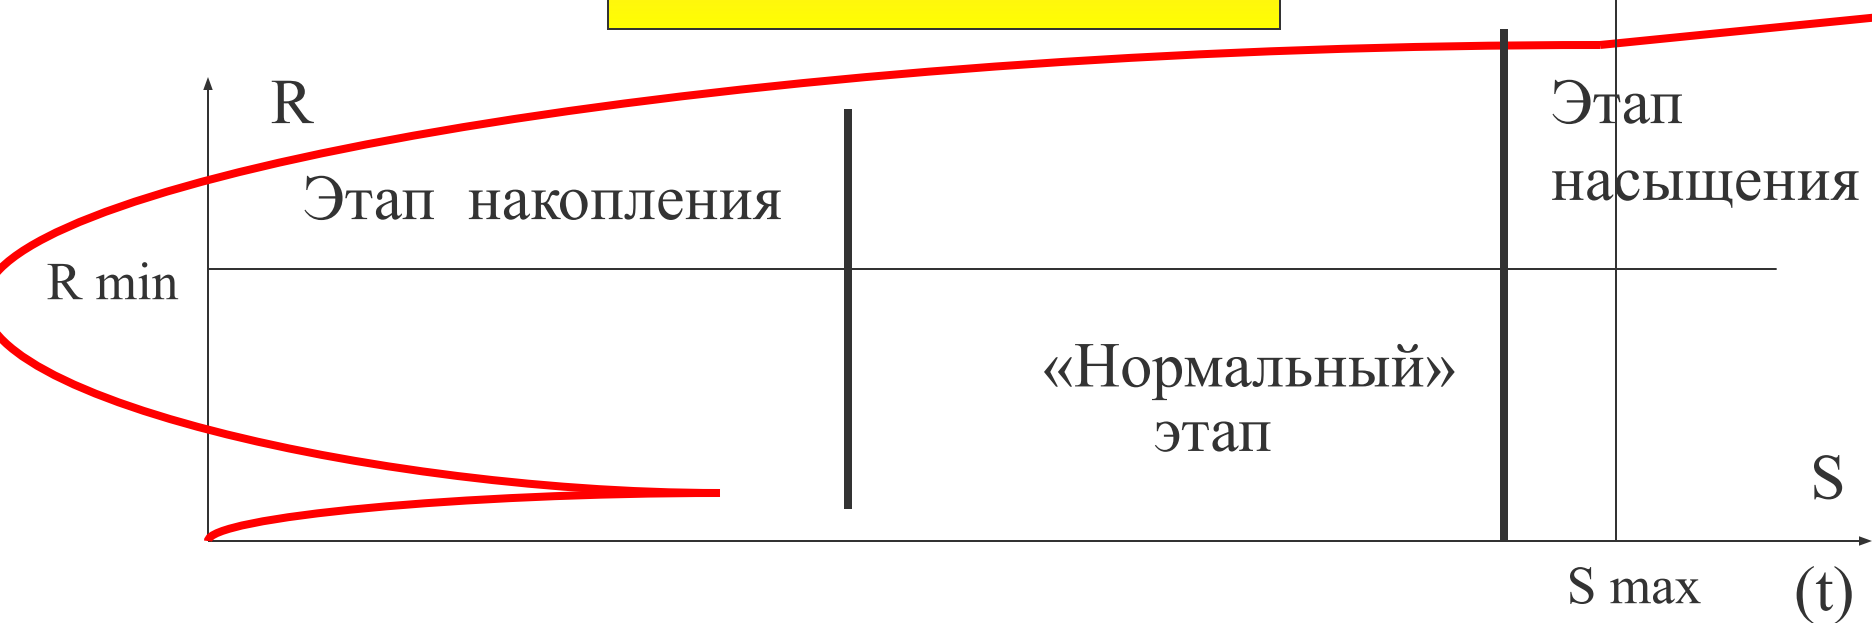 R
Этап накопления
R min
«Нормальный»
этап
Этап
насыщения
S
S max
(t)